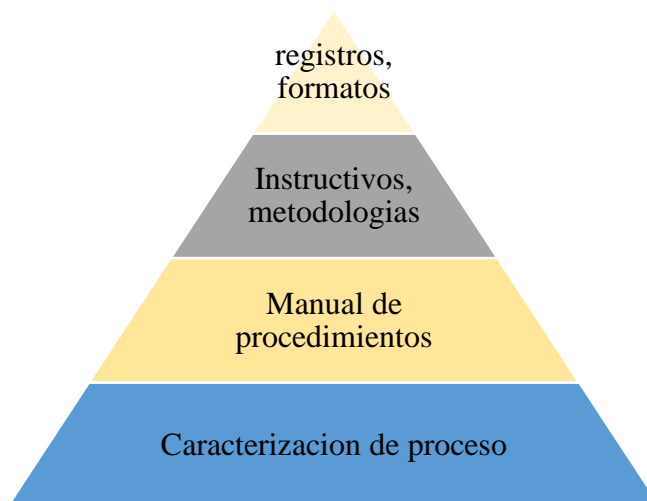 registros,
formatos
Instructivos,
metodologias
Manual de
procedimientos
Caracterizacion de proceso